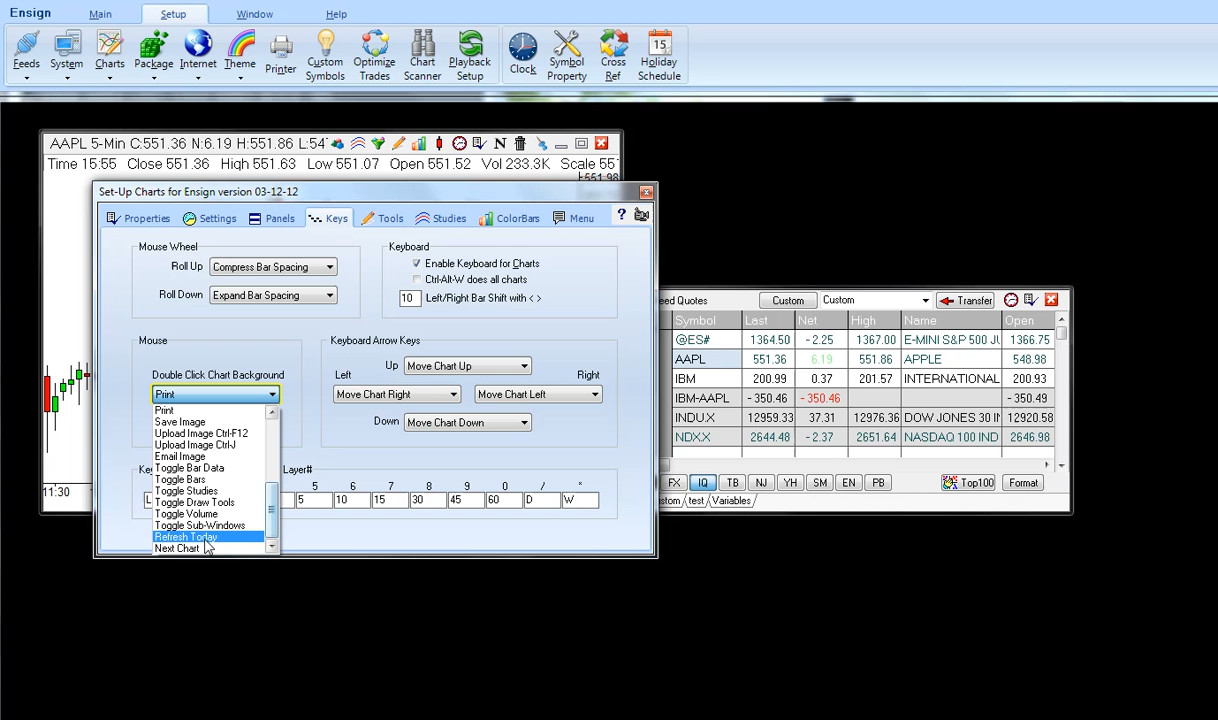 Ensign Main Setup Window Help
Feeds System Charts Package Internet Theme Printer Custom Symbols Optimize Trades Chart Scanner Playback Setup Clock Symbol Property Cross Ref Holiday Schedule
AAPL 5-Min C:551.36 N:6.19 H:551.86 L:54
Time 15:55 Close 551.36 High 551.63 Low 551.07 Open 551.52 Vol 233.3K Scale 55
551.98
Set-Up Charts for Ensign version 03-12-12
Properties Settings Panels Keys Tools Studies ColorBars Menu ?
Mouse Wheel
Roll Up Compress Bar Spacing
Roll Down Expand Bar Spacing
Keyboard
Enable Keyboard for Charts
Ctrl-Alt-W does all charts
10 Left/Right Bar Shift with < >
Mouse
Double Click Chart Background
Print
Print
Save Image
Upload Image Ctrl-F12
Upload Image Ctrl-J
Email Image
Toggle Bar Data
Toggle Bars
Toggle Studies
Toggle Draw Tools
Toggle Volume
Toggle Sub-Windows
Refresh Today
Next Chart
Keyboard Arrow Keys
Up Move Chart Up
Left Right
Move Chart Right Move Chart Left
Down Move Chart Down
Layer#
5 6 7 8 9 0 / *
L 5 10 15 30 45 60 D W
11:30
eed Quotes Custom Custom Transfer
Symbol Last Net High Name Open
@ES# 1364.50 -2.25 1367.00 E-MINI S&P 500 JU 1366.75
AAPL 551.36 6.19 551.86 APPLE 548.98
IBM 200.99 0.37 201.57 INTERNATIONAL 200.93
IBM-AAPL -350.46 -350.46 -350.49
INDU.X 12959.33 37.31 12976.36 DOW JONES 30 IN 12920.58
NDX.X 2644.48 -2.37 2651.64 NASDAQ 100 IND 2646.98
FX IQ TB NJ YH SM EN PB Top100 Format
stom test Variables